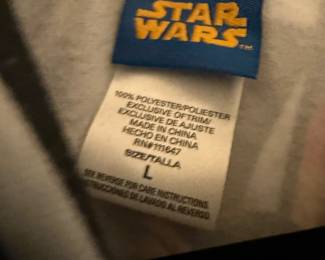 STAR
WARS™
100% POLYESTER/POLIESTER
EXCLUSIVE OF TRIM/
EXCLUSIVE DE AJUSTE
MADE IN CHINA
HECHO EN CHINA
RN#111647
SIZE/TALLA
L
SEE REVERSE FOR CARE INSTRUCTIONS
INSTRUCCIONES DE LAVADO AL REVERSO